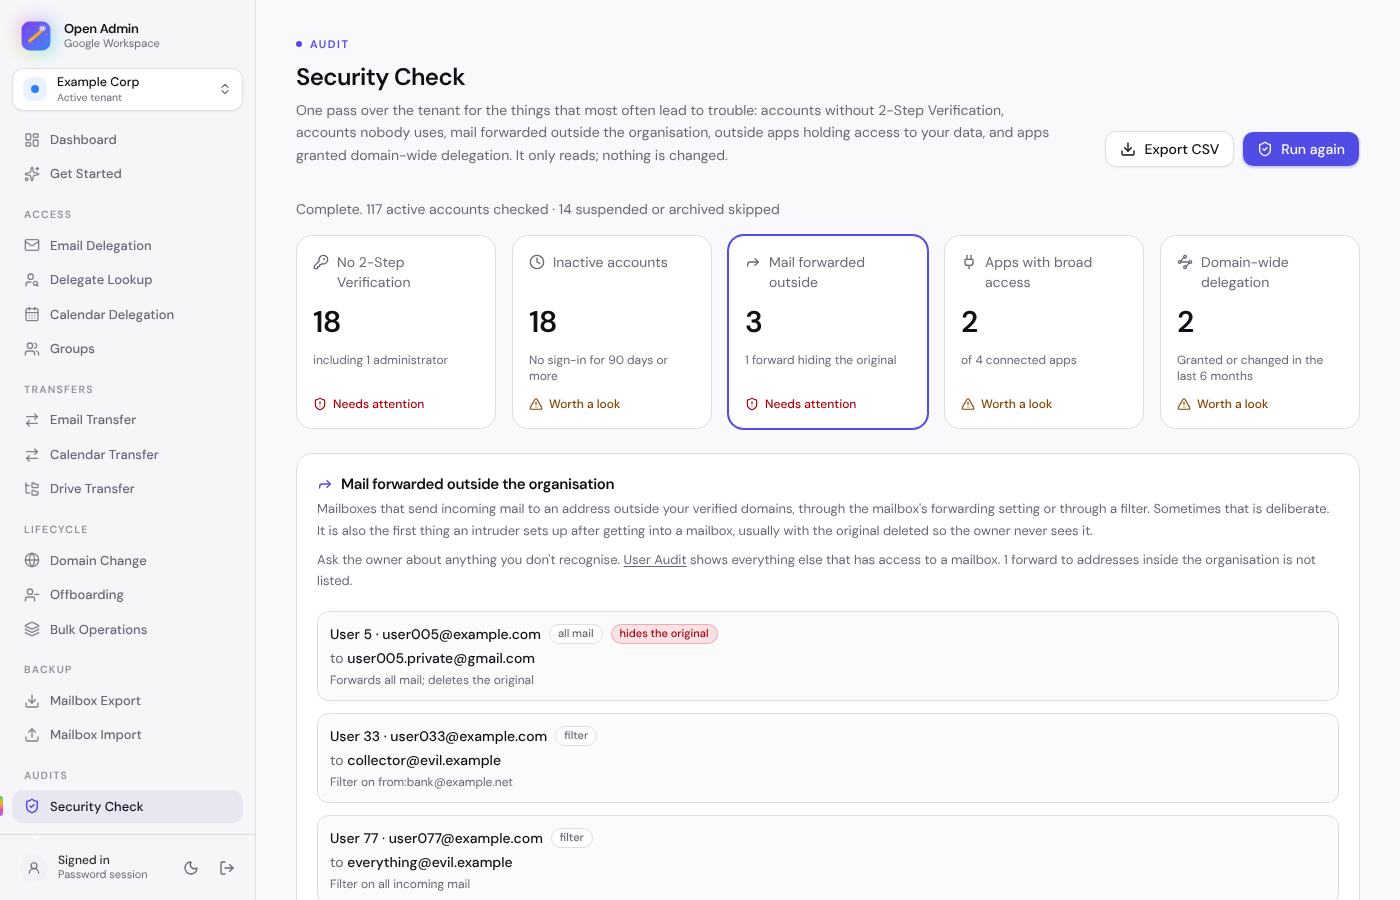 Open Admin
Google Workspace
Example Corp
Active tenant
Dashboard
Get Started
ACCESS
Email Delegation
Delegate Lookup
Calendar Delegation
Groups
TRANSFERS
Email Transfer
Calendar Transfer
Drive Transfer
LIFECYCLE
Domain Change
Offboarding
Bulk Operations
BACKUP
Mailbox Export
Mailbox Import
AUDITS
Security Check
Signed in
Password session
AUDIT
Security Check
One pass over the tenant for the things that most often lead to trouble: accounts without 2-Step Verification,
accounts nobody uses, mail forwarded outside the organisation, outside apps holding access to your data, and apps
granted domain-wide delegation. It only reads; nothing is changed.
Export CSV
Run again
Complete. 117 active accounts checked · 14 suspended or archived skipped
No 2-Step
Verification
18
including 1 administrator
Needs attention
Inactive accounts
18
No sign-in for 90 days or
more
Worth a look
Mail forwarded
outside
3
1 forward hiding the original
Needs attention
Apps with broad
access
2
of 4 connected apps
Worth a look
Domain-wide
delegation
2
Granted or changed in the
last 6 months
Worth a look
Mail forwarded outside the organisation
Mailboxes that send incoming mail to an address outside your verified domains, through the mailbox's forwarding setting or through a filter. Sometimes that is deliberate.
It is also the first thing an intruder sets up after getting into a mailbox, usually with the original deleted so the owner never sees it.
Ask the owner about anything you don't recognise. User Audit shows everything else that has access to a mailbox. 1 forward to addresses inside the organisation is not
listed.
User 5 · user005@example.com all mail hides the original
to user005.private@gmail.com
Forwards all mail; deletes the original
User 33 · user033@example.com filter
to collector@evil.example
Filter on from:bank@example.net
User 77 · user077@example.com filter
to everything@evil.example
Filter on all incoming mail